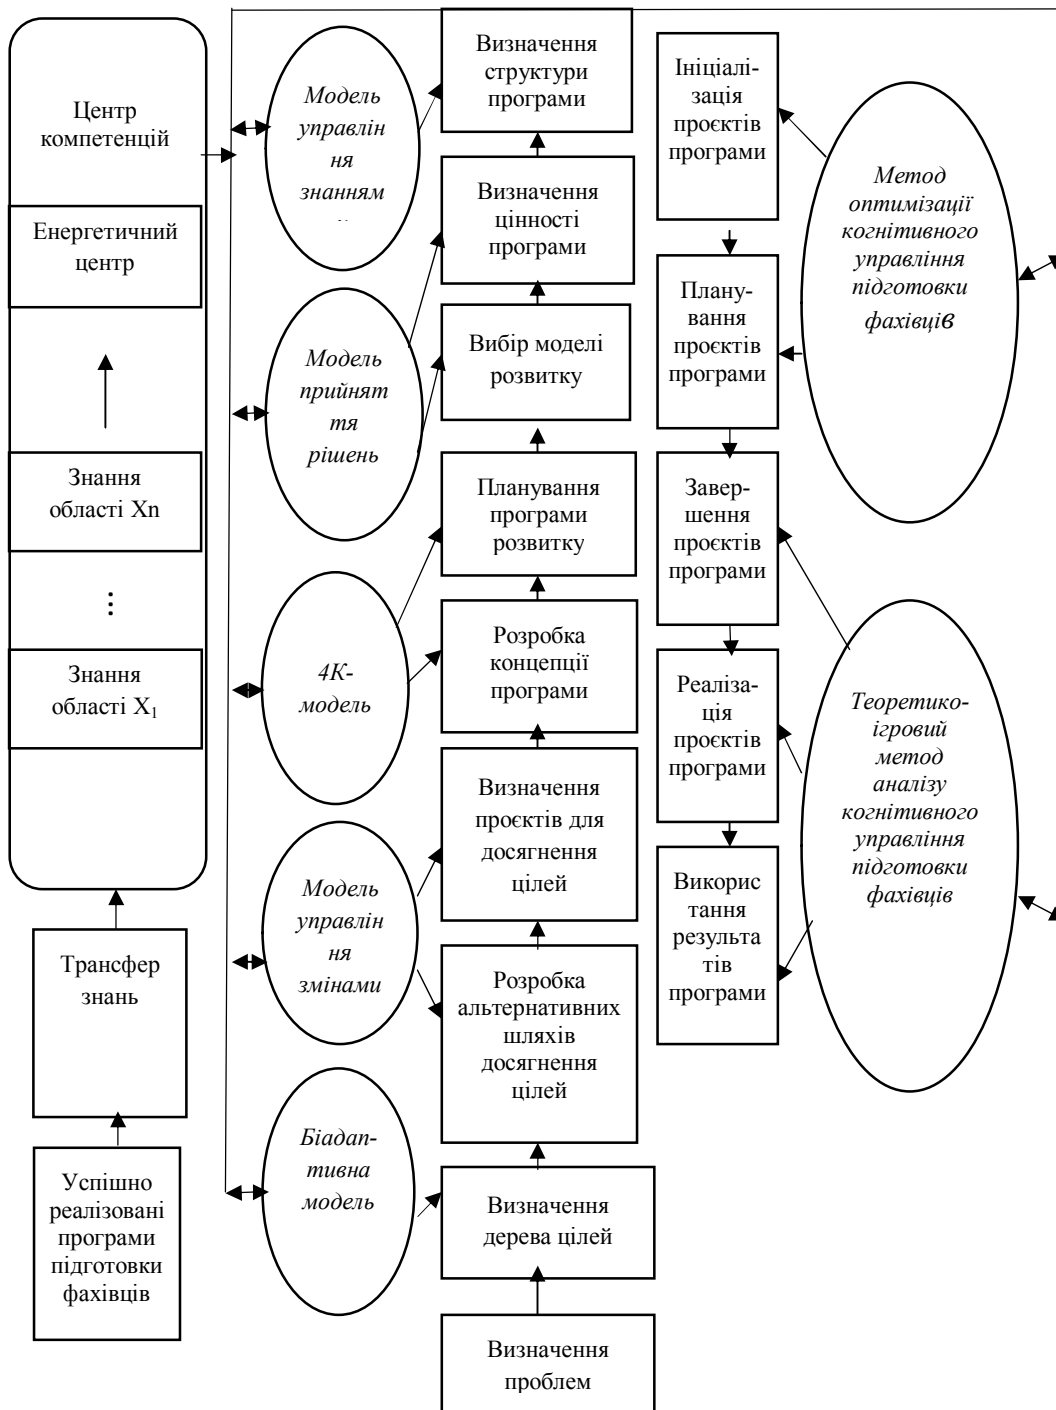 Центр
компетенцій
Енергетичний
центр
Знання
області Xn
...
Знання
області X₁
Трансфер
знань
Успішно
реалізовані
програми
підготовки
фахівців
Модель
управлін
ня
знанням
Модель
прийнят
тя
рішень
4К-
модель
Модель
управлін
ня
змінами
Біадап-
тивна
модель
Визначення
структури
програми
Визначення
цінності
програми
Вибір моделі
розвитку
Планування
програми
розвитку
Розробка
концепції
програми
Визначення
проєктів для
досягнення
цілей
Розробка
альтернативних
шляхів
досягнення
цілей
Визначення
дерева цілей
Визначення
проблем
Ініціалі-
зація
проєктів
програми
Плану-
вання
проєктів
програми
Завер-
шення
проєктів
програми
Реаліза-
ція
проєктів
програми
Використ
тання
результа
тів
програми
Метод
оптимізації
когнітивного
управління
підготовки
фахівців
Теоретико-
ігровий
метод
аналізу
когнітивного
управління
підготовки
фахівців